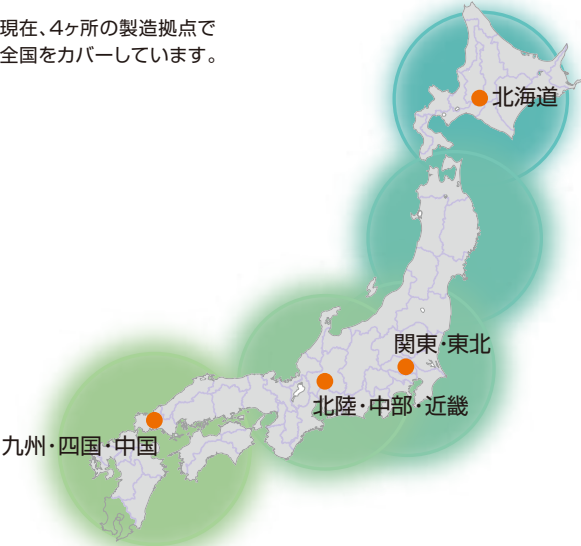 現在、4ヶ所の製造拠点で
全国をカバーしています。
北海道
関東・東北
北陸・中部・近畿
九州・四国・中国